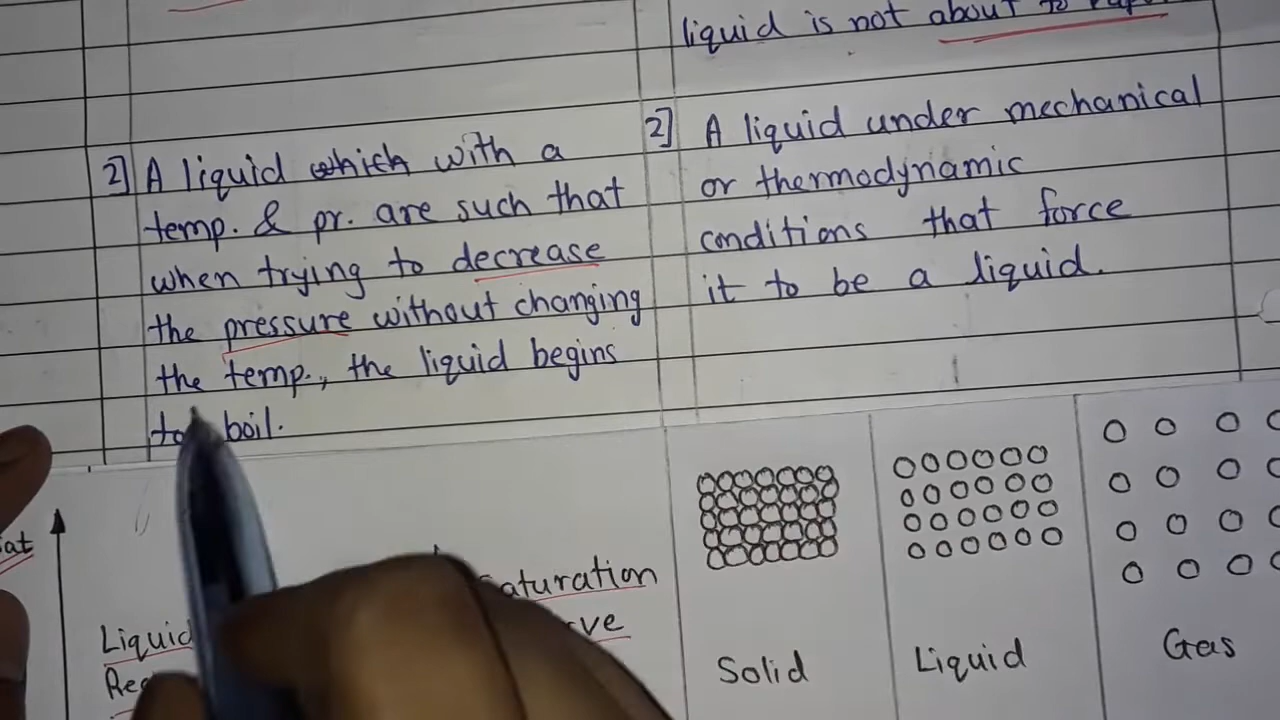 liquid is not about to
2] A liquid which with a
temp. & pr. are such that
when trying to decrease
the pressure without changing
the temp., the liquid begins
to boil.
2] A liquid under mechanical
or thermodynamic
conditions that force
it to be a liquid.
Saturation
Liquid
Solid
Liquid
Gas